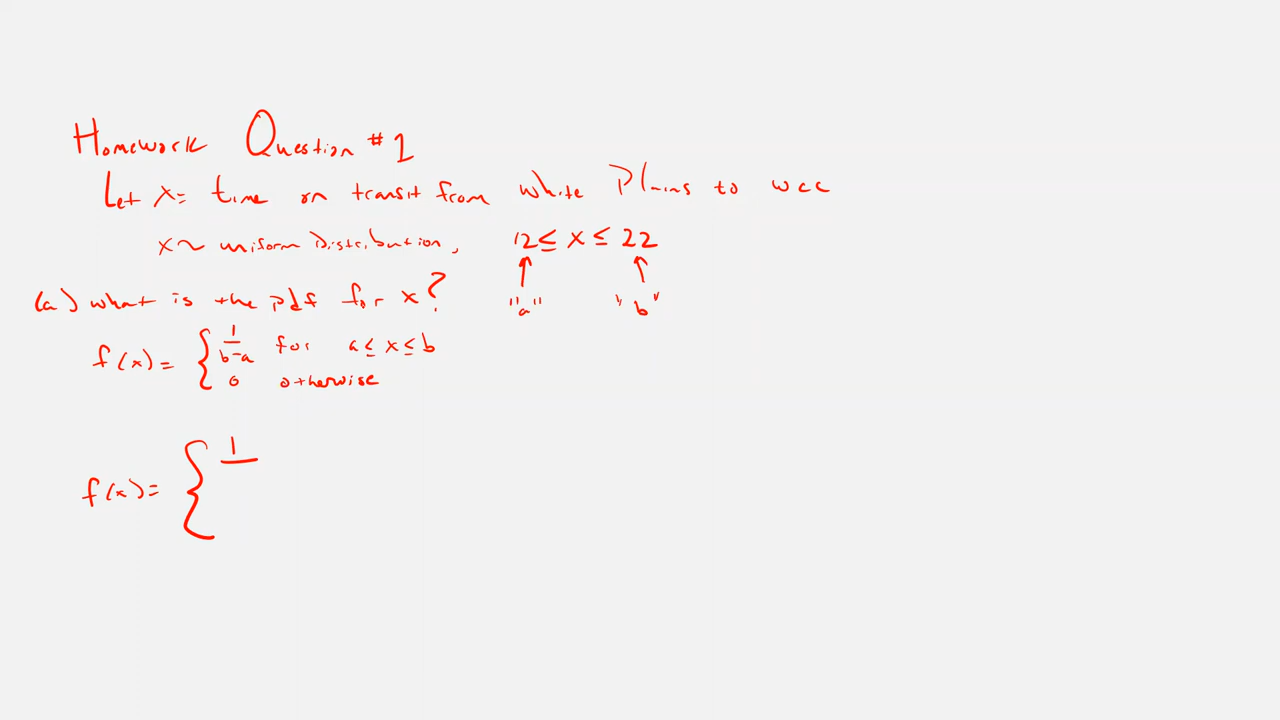 Homework Question #1
Let x= time in transit from white Plains to wcc
x~ uniform Distribution, 12 ≤ x ≤ 22
"a" "b"
(a) what is the pdf for x?
f(x)= { 1/(b-a) for a ≤ x ≤ b
0 otherwise
f(x)= { 1/